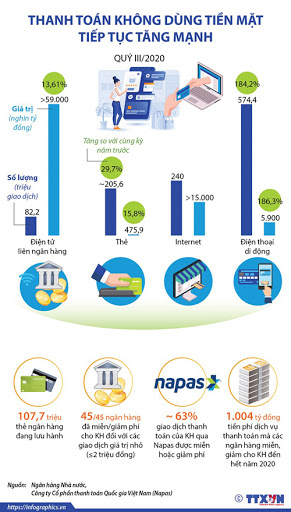 THANH TOÁN KHÔNG DÙNG TIỀN MẶT
TIẾP TỤC TĂNG MẠNH
QUÝ III/2020
13,61%
>59.000
Giá trị
(nghìn tỷ
đồng)
184,2%
574,4
Tăng so với cùng kỳ
năm trước
29,7%
~205,6
240
Số lượng
(triệu
giao dịch)
82,2
15,8%
475,9
>15.000
186,3%
5.900
Điện tử
liên ngân hàng
Thẻ
Internet
Điện thoại
di động
107,7 triệu
thẻ ngân hàng
đang lưu hành
45/45 ngân hàng
đã miễn/giảm phí
cho KH đối với các
giao dịch giá trị nhỏ
(≤2 triệu đồng)
napas
~ 63%
giao dịch thanh
toán của KH qua
Napas được miễn
hoặc giảm phí
1.004 tỷ đồng
tiền phí dịch vụ
thanh toán mà các
ngân hàng miễn,
giảm cho KH đến
hết năm 2020
Nguồn: Ngân hàng Nhà nước,
Công ty Cổ phần thanh toán Quốc gia Việt Nam (Napas)
https://infographics.vn
TTXVN